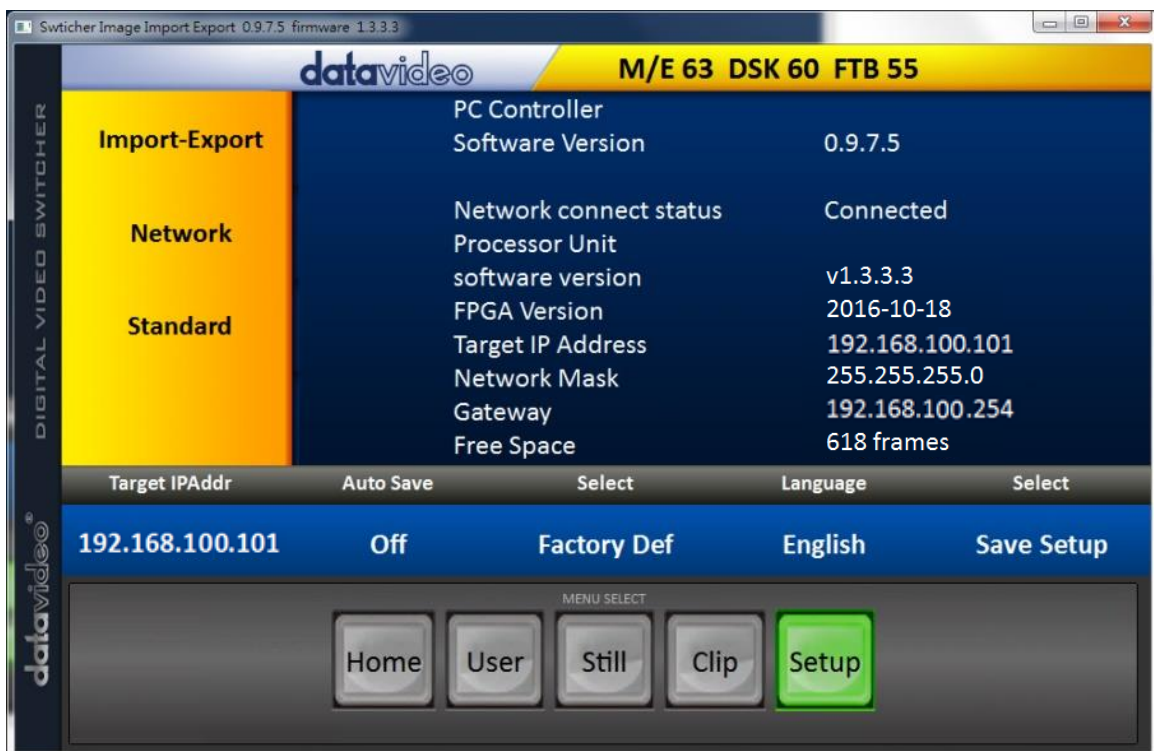 Swticher Image Import Export 0.9.7.5 firmware 1.3.3.3
datavideo
M/E 63 DSK 60 FTB 55
DIGITAL VIDEO SWITCHER
datavideo
Import-Export
Network
Standard
PC Controller
Software Version 0.9.7.5
Network connect status Connected
Processor Unit
software version v1.3.3.3
FPGA Version 2016-10-18
Target IP Address 192.168.100.101
Network Mask 255.255.255.0
Gateway 192.168.100.254
Free Space 618 frames
Target IPAddr Auto Save Select Language Select
192.168.100.101 Off Factory Def English Save Setup
MENU SELECT
Home User Still Clip Setup